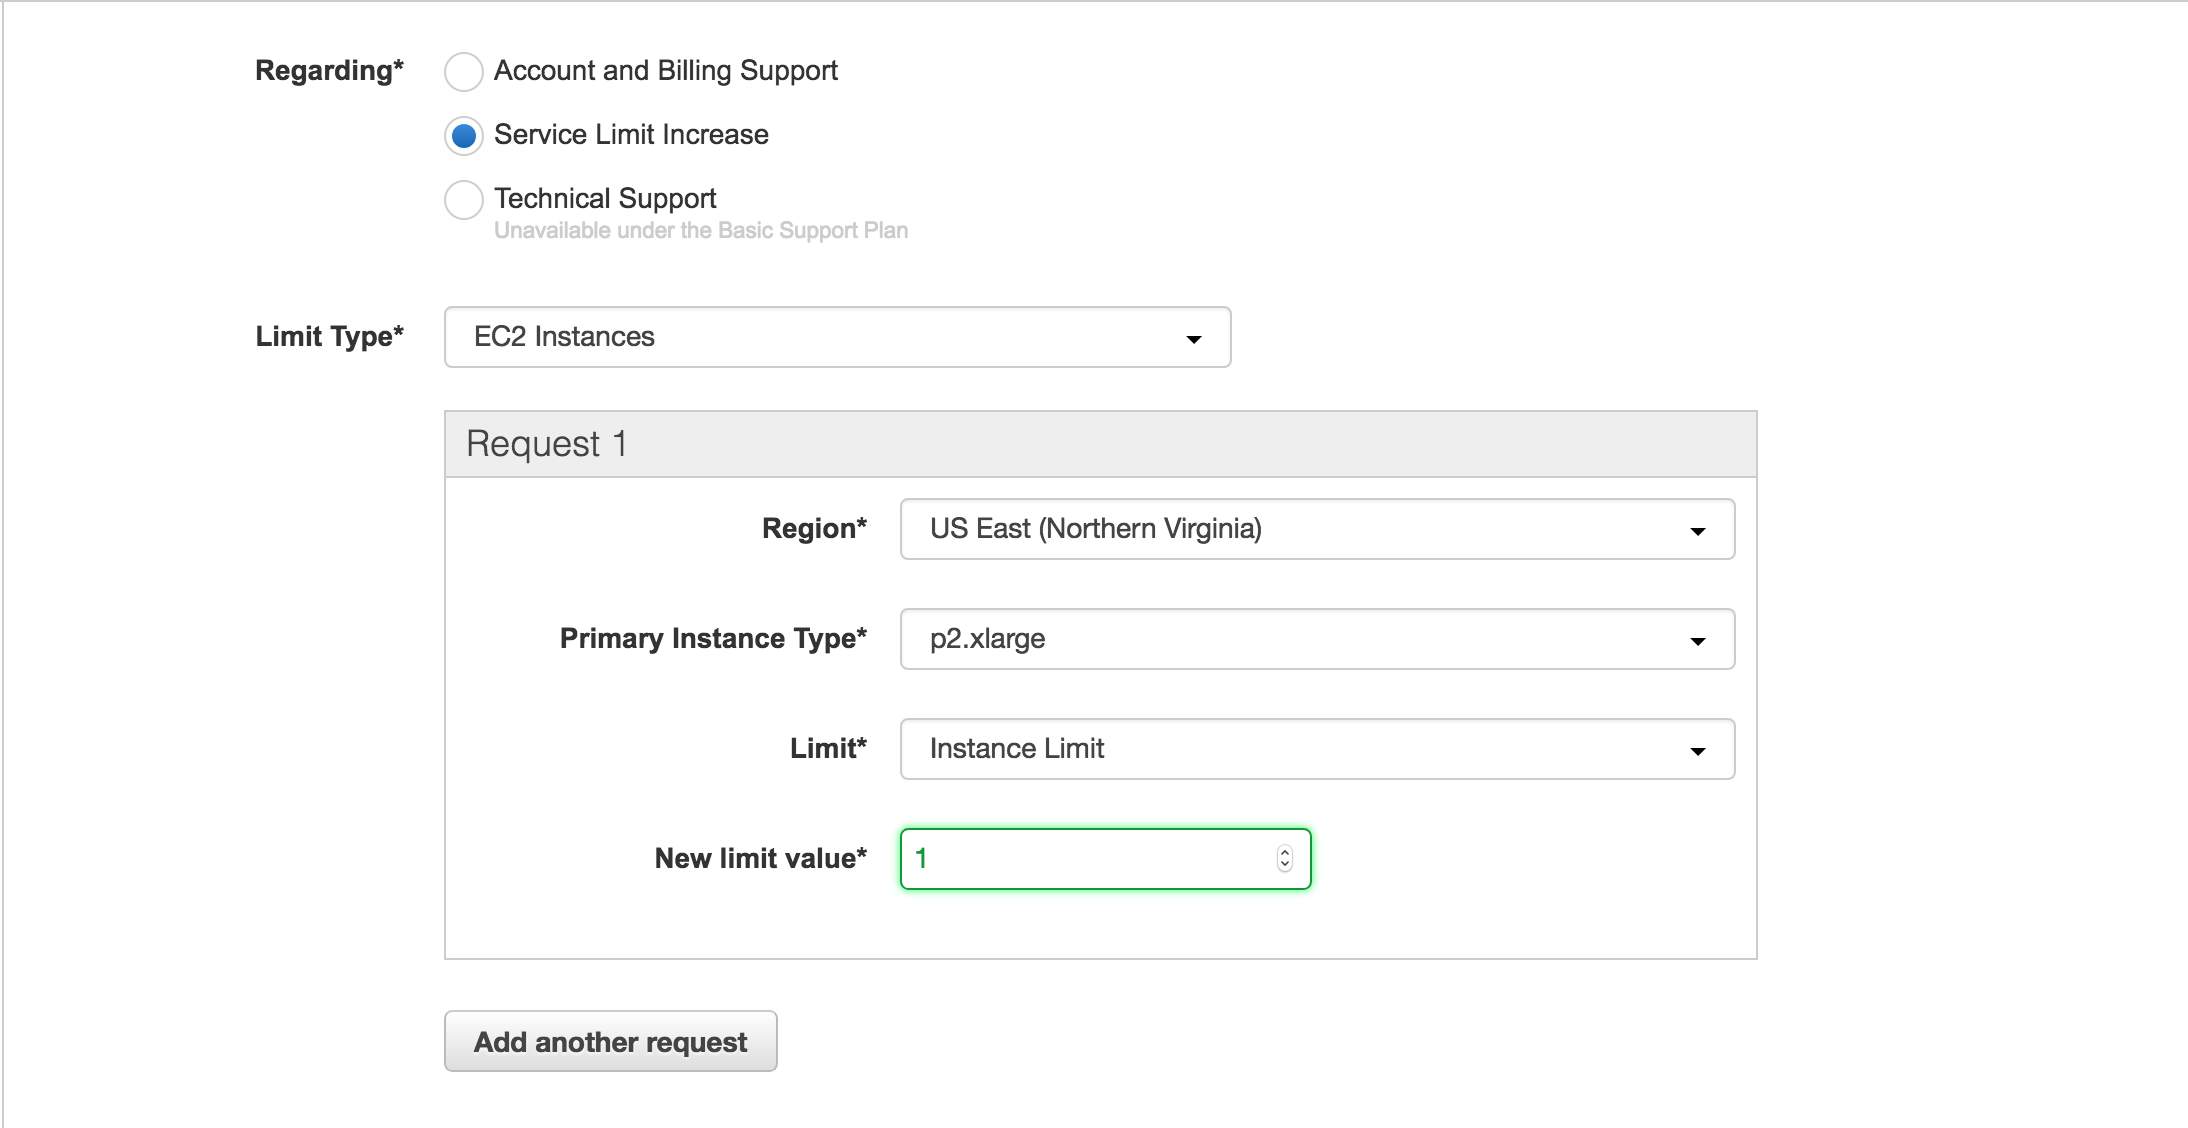 Regarding* Account and Billing Support
Service Limit Increase
Technical Support
Unavailable under the Basic Support Plan
Limit Type* EC2 Instances
Request 1
Region* US East (Northern Virginia)
Primary Instance Type* p2.xlarge
Limit* Instance Limit
New limit value* 1
Add another request